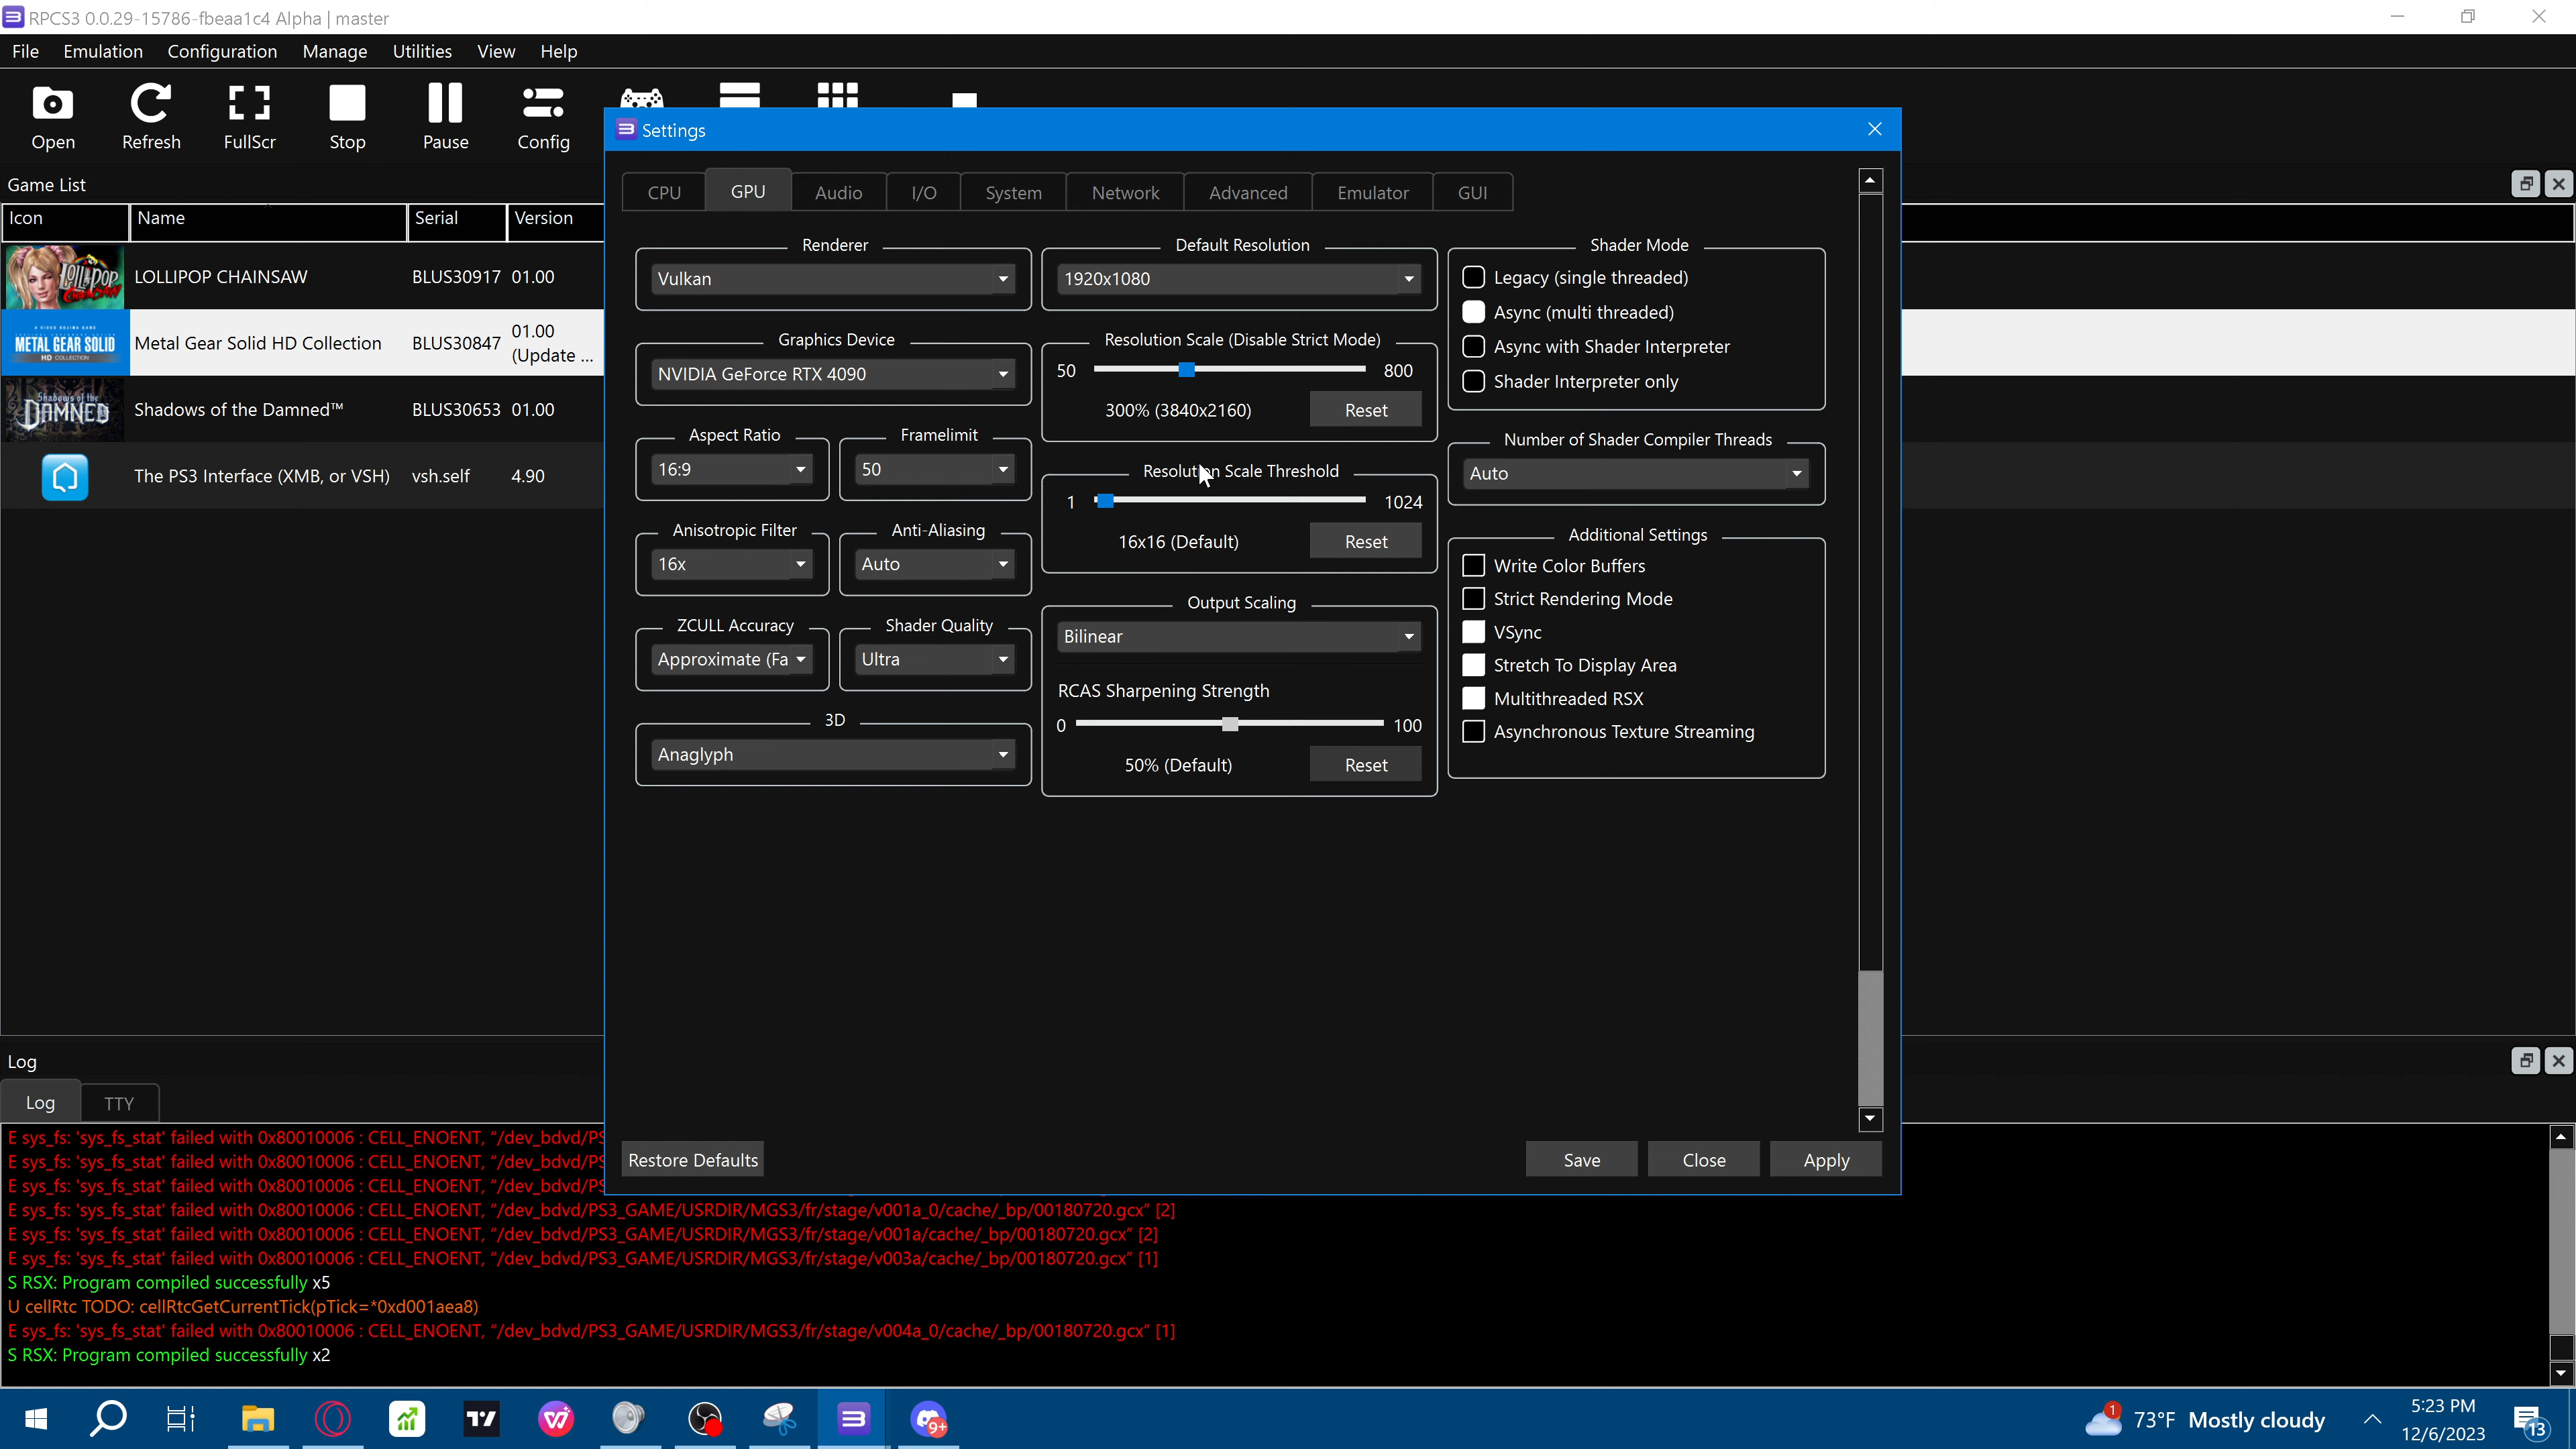 RPCS3 0.0.29-15786-fbeaa1c4 Alpha | master
File Emulation Configuration Manage Utilities View Help
Open Refresh FullScr Stop Pause Config
Game List
Icon Name Serial Version
LOLLIPOP CHAINSAW BLUS30917 01.00
METAL GEAR SOLID
HD COLLECTION
Metal Gear Solid HD Collection BLUS30847 01.00
(Update ...
Shadows of the DAMNED
Shadows of the Damned™ BLUS30653 01.00
The PS3 Interface (XMB, or VSH) vsh.self 4.90
Settings
CPU GPU Audio I/O System Network Advanced Emulator GUI
Renderer
Vulkan
Graphics Device
NVIDIA GeForce RTX 4090
Aspect Ratio
16:9
Framelimit
50
Anisotropic Filter
16x
Anti-Aliasing
Auto
ZCULL Accuracy
Approximate (Fa
Shader Quality
Ultra
3D
Anaglyph
Default Resolution
1920x1080
Resolution Scale (Disable Strict Mode)
50 800
300% (3840x2160) Reset
Resolution Scale Threshold
1 1024
16x16 (Default) Reset
Output Scaling
Bilinear
RCAS Sharpening Strength
0 100
50% (Default) Reset
Shader Mode
Legacy (single threaded)
Async (multi threaded)
Async with Shader Interpreter
Shader Interpreter only
Number of Shader Compiler Threads
Auto
Additional Settings
Write Color Buffers
Strict Rendering Mode
VSync
Stretch To Display Area
Multithreaded RSX
Asynchronous Texture Streaming
Restore Defaults Save Close Apply
Log
Log TTY
E sys_fs: 'sys_fs_stat' failed with 0x80010006 : CELL_ENOENT, "/dev_bdvd/PS
E sys_fs: 'sys_fs_stat' failed with 0x80010006 : CELL_ENOENT, "/dev_bdvd/PS
E sys_fs: 'sys_fs_stat' failed with 0x80010006 : CELL_ENOENT, "/dev_bdvd/PS
E sys_fs: 'sys_fs_stat' failed with 0x80010006 : CELL_ENOENT, "/dev_bdvd/PS3_GAME/USRDIR/MGS3/fr/stage/v001a_0/cache/_bp/00180720.gcx" [2]
E sys_fs: 'sys_fs_stat' failed with 0x80010006 : CELL_ENOENT, "/dev_bdvd/PS3_GAME/USRDIR/MGS3/fr/stage/v001a/cache/_bp/00180720.gcx" [2]
E sys_fs: 'sys_fs_stat' failed with 0x80010006 : CELL_ENOENT, "/dev_bdvd/PS3_GAME/USRDIR/MGS3/fr/stage/v003a/cache/_bp/00180720.gcx" [1]
S RSX: Program compiled successfully x5
U cellRtc TODO: cellRtcGetCurrentTick(pTick=*0xd001aea8)
E sys_fs: 'sys_fs_stat' failed with 0x80010006 : CELL_ENOENT, "/dev_bdvd/PS3_GAME/USRDIR/MGS3/fr/stage/v004a_0/cache/_bp/00180720.gcx" [1]
S RSX: Program compiled successfully x2
9+
1
73°F Mostly cloudy
5:23 PM
12/6/2023
13